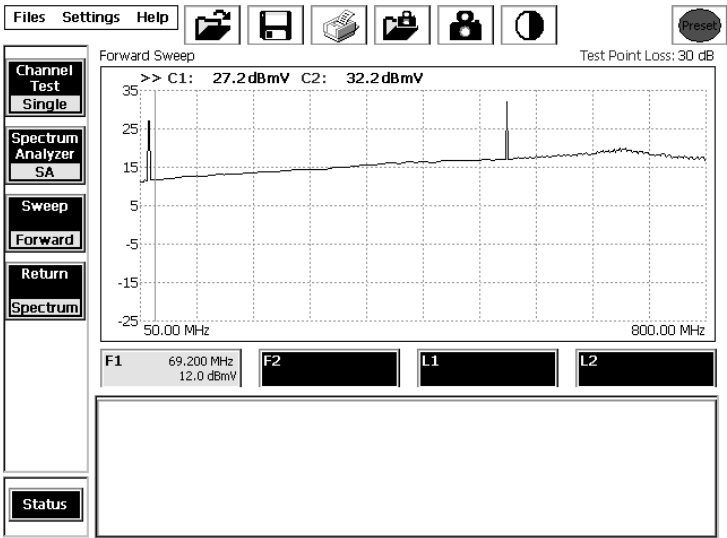 Files Settings Help
Preset
Forward Sweep
Test Point Loss: 30 dB
Channel
Test
Single
Spectrum
Analyzer
SA
Sweep
Forward
Return
Spectrum
Status
>> C1: 27.2dBmV C2: 32.2dBmV
35
25
15
5
-5
-15
-25
50.00 MHz
800.00 MHz
F1 69.200 MHz
12.0 dBmV
F2
L1
L2